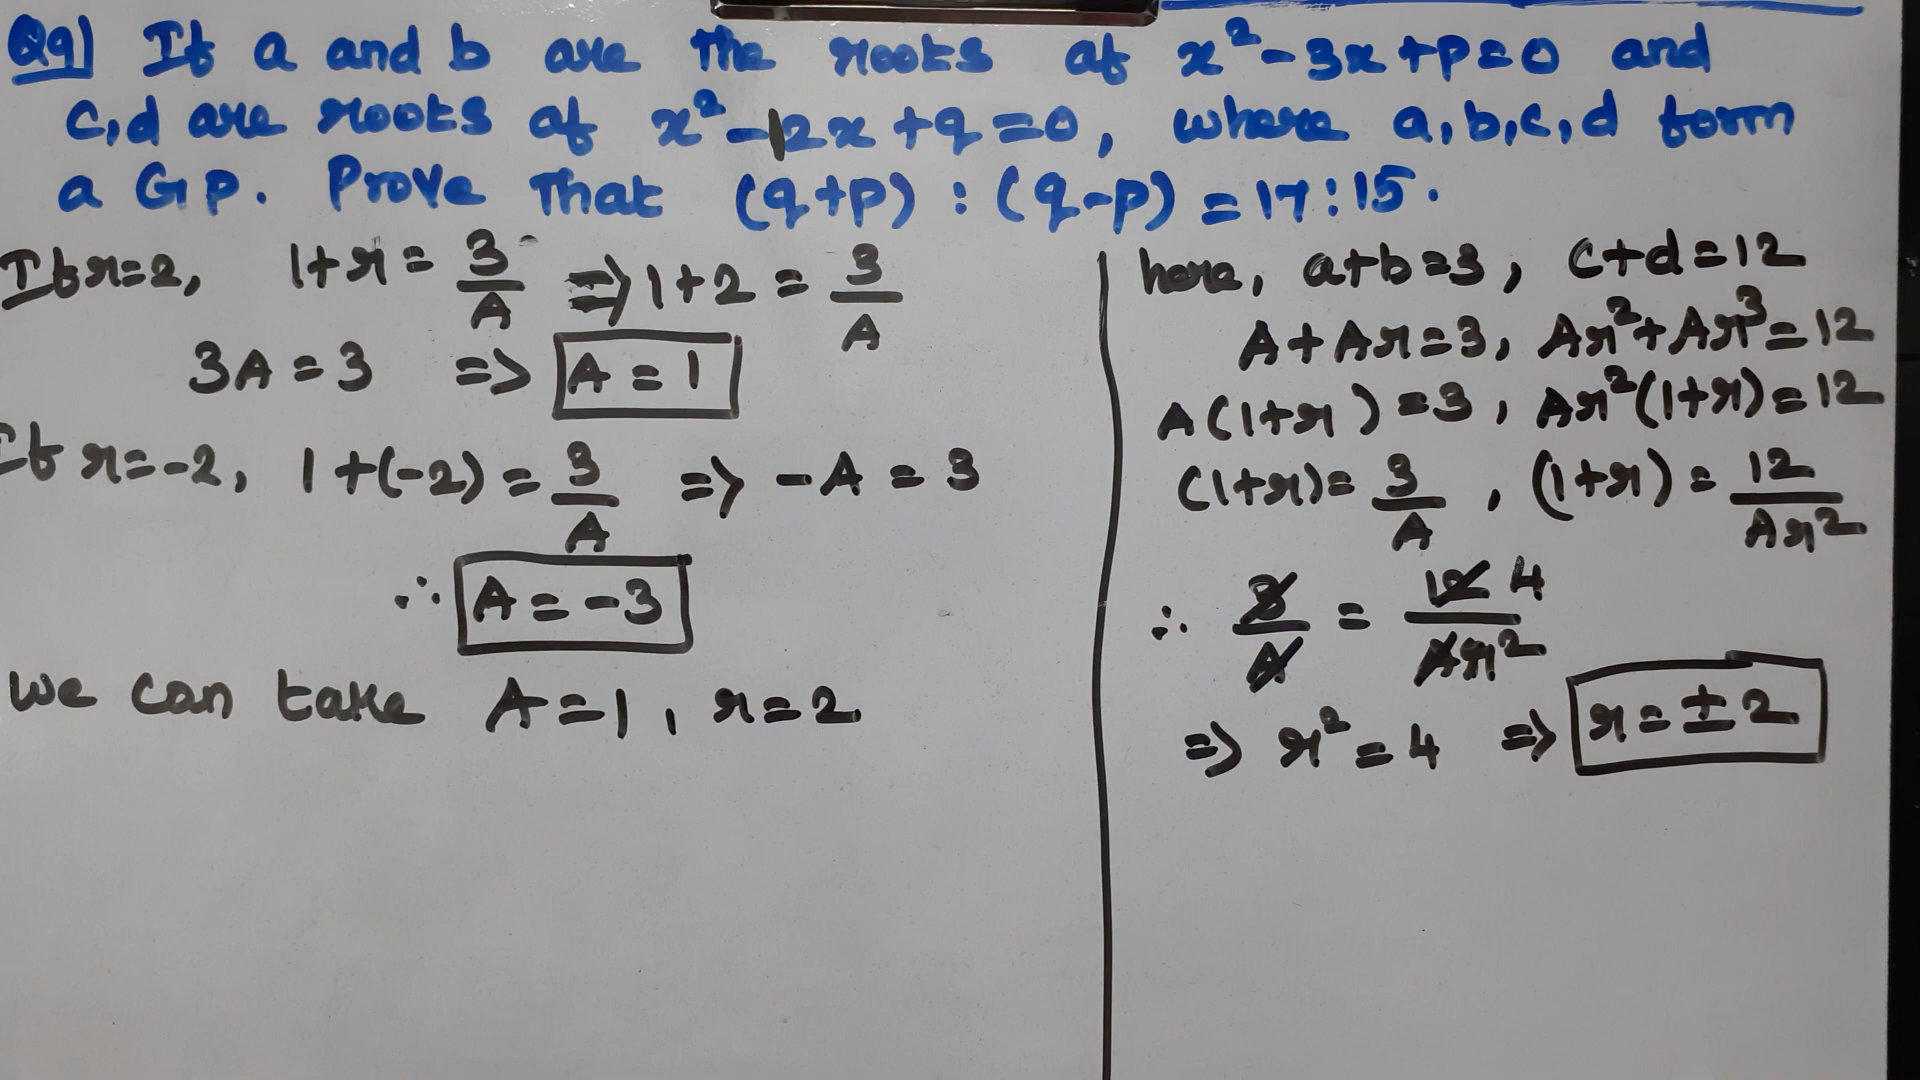 Q9) If a and b are the roots of x² - 3x + p = 0 and
c, d are roots of x² - 12x + q = 0, where a, b, c, d form
a G P. Prove that (q+p) : (q-p) = 17 : 15.
If r = 2, 1+r = 3/A => 1+2 = 3/A
3A = 3 => A = 1
If r = -2, 1+(-2) = 3/A => -A = 3
∴ A = -3
we can take A = 1, r = 2
here, a+b = 3, c+d = 12
A + Ar = 3, Ar² + Ar³ = 12
A(1+r) = 3, Ar²(1+r) = 12
(1+r) = 3/A, (1+r) = 12/Ar²
∴ 3/A = 12 4/Ar²
=> r² = 4 => r = ±2